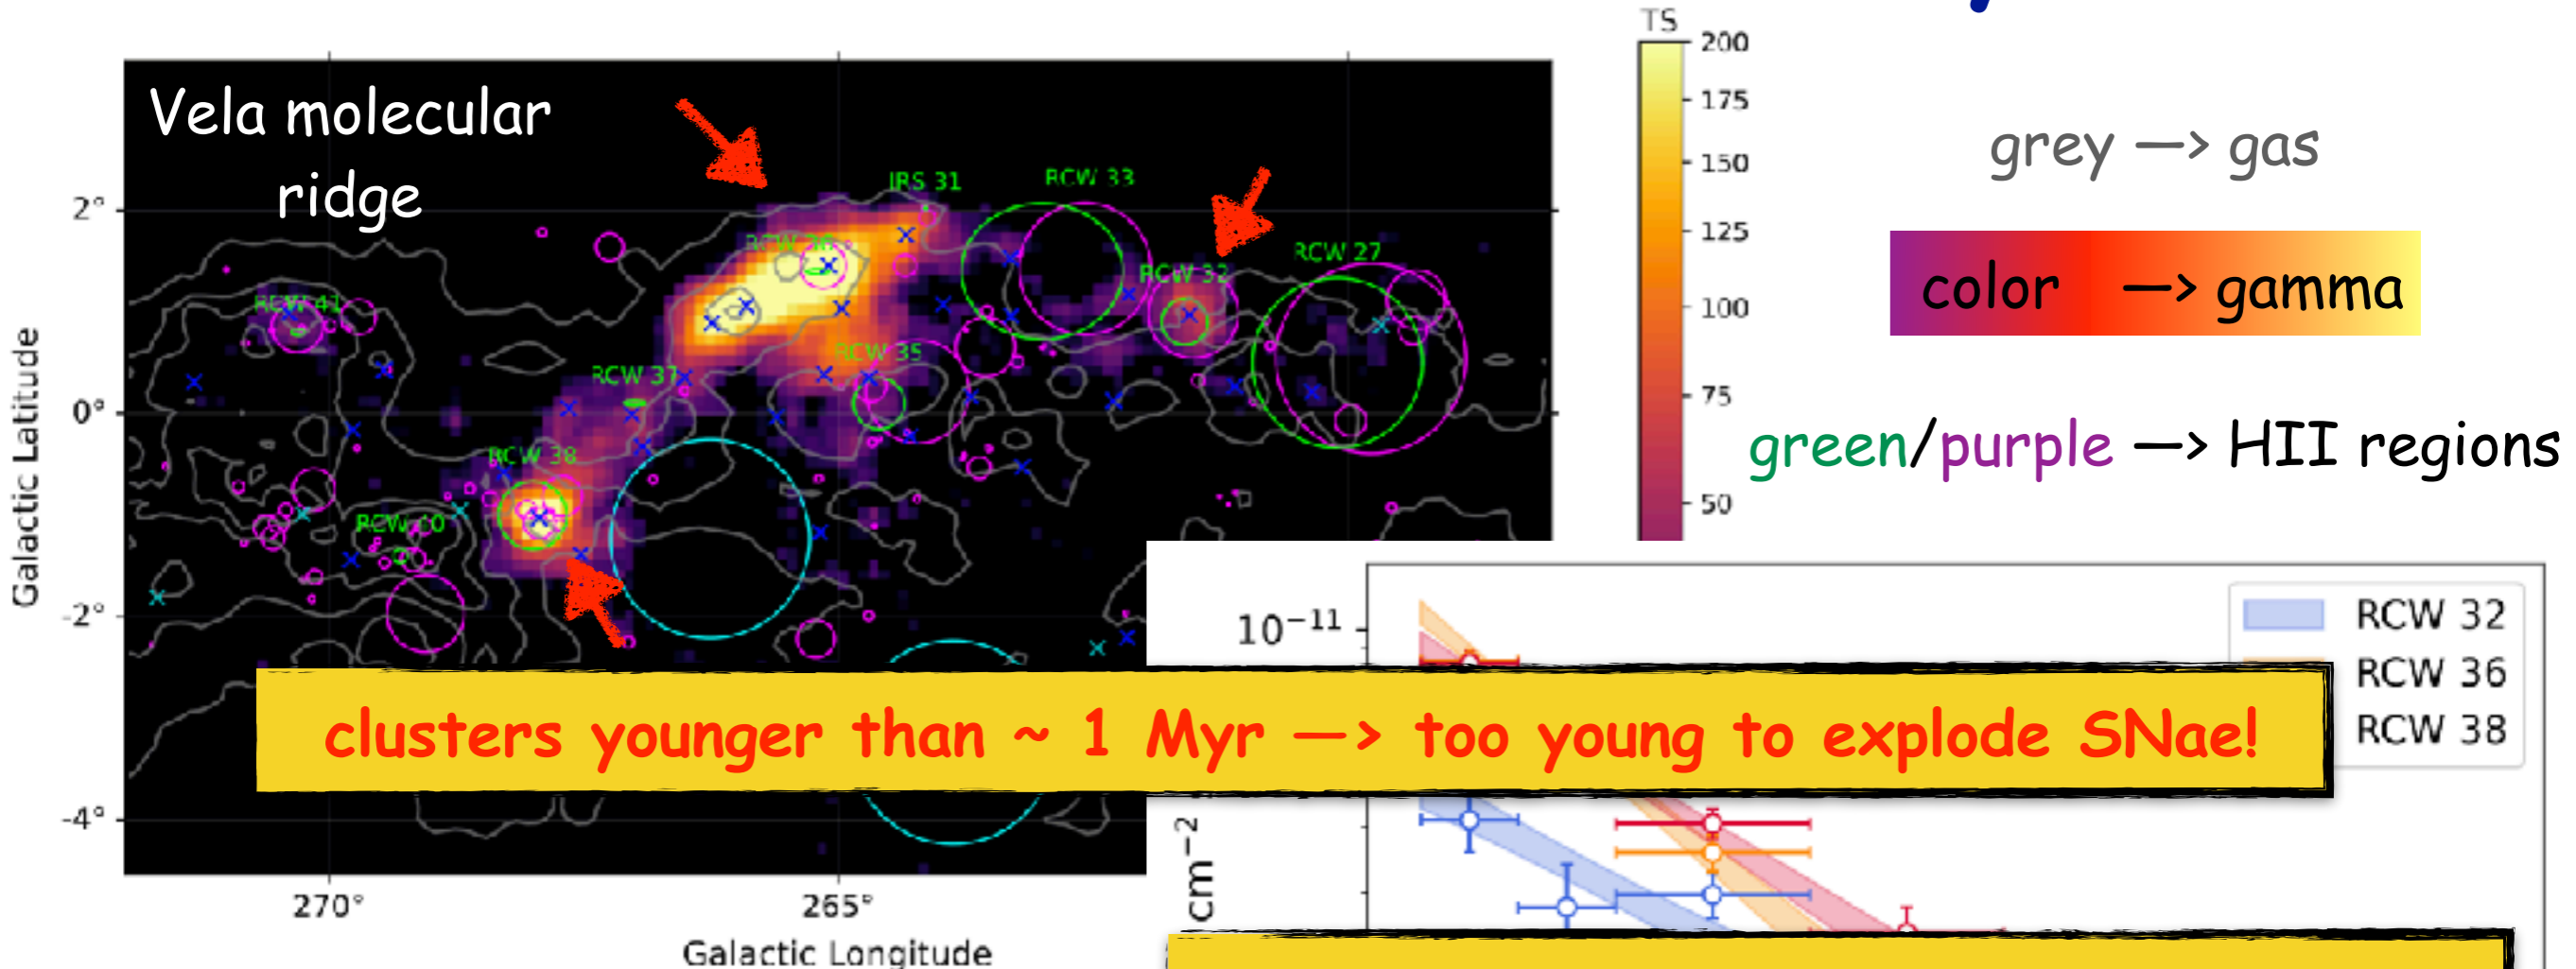 TS
200
175
150
125
100
75
50
Vela molecular
ridge
grey —> gas
color —> gamma
green/purple —> HII regions
IRS 31
RCW 33
RCW 27
RCW 32
RCW 36
RCW 41
RCW 35
RCW 37
RCW 38
RCW 40
2°
0°
-2°
-4°
Galactic Latitude
270°
265°
Galactic Longitude
10⁻¹¹
cm⁻²
RCW 32
RCW 36
RCW 38
clusters younger than ~ 1 Myr —> too young to explode SNae!